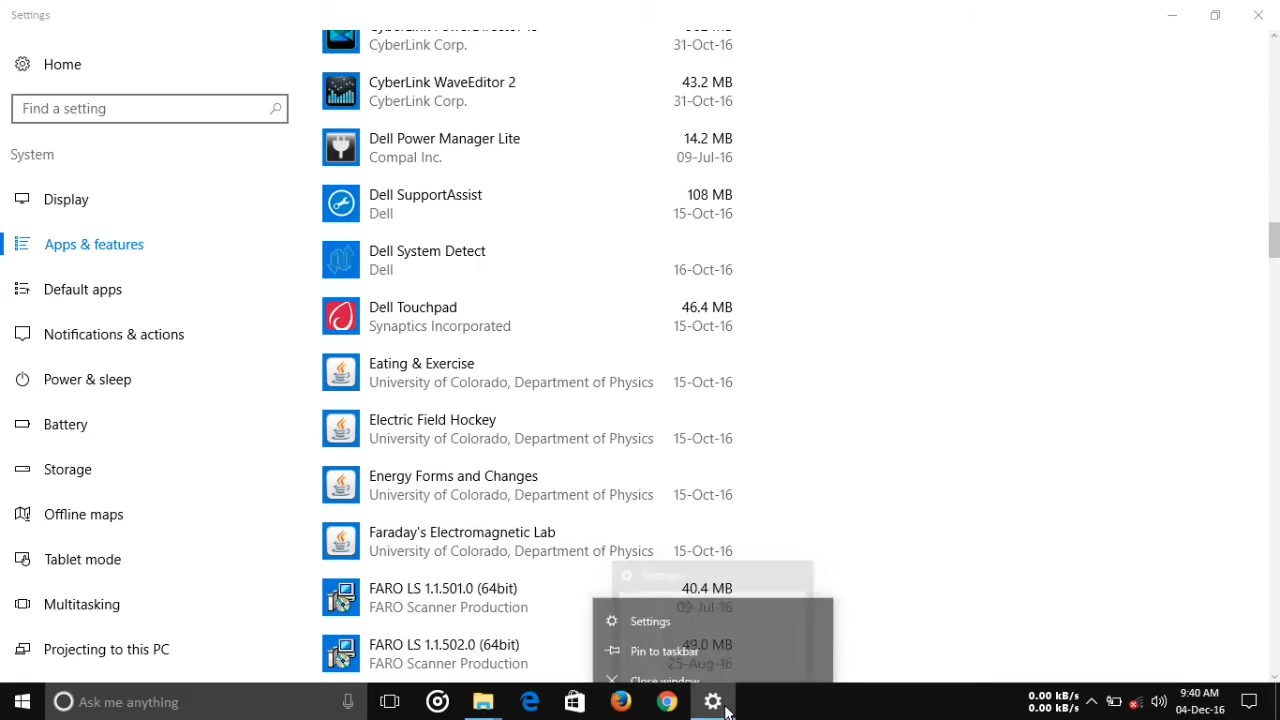 Settings
Home
Find a setting
System
Display
Apps & features
Default apps
Notifications & actions
Power & sleep
Battery
Storage
Offline maps
Tablet mode
Multitasking
Projecting to this PC
CyberLink Corp. 31-Oct-16
CyberLink WaveEditor 2 43.2 MB
CyberLink Corp. 31-Oct-16
Dell Power Manager Lite 14.2 MB
Compal Inc. 09-Jul-16
Dell SupportAssist 108 MB
Dell 15-Oct-16
Dell System Detect
Dell 16-Oct-16
Dell Touchpad 46.4 MB
Synaptics Incorporated 15-Oct-16
Eating & Exercise
University of Colorado, Department of Physics 15-Oct-16
Electric Field Hockey
University of Colorado, Department of Physics 15-Oct-16
Energy Forms and Changes
University of Colorado, Department of Physics 15-Oct-16
Faraday's Electromagnetic Lab
University of Colorado, Department of Physics 15-Oct-16
FARO LS 1.1.501.0 (64bit) 40.4 MB
FARO Scanner Production 09-Jul-16
FARO LS 1.1.502.0 (64bit) 49.0 MB
FARO Scanner Production 25-Aug-16
Settings
Pin to taskbar
Close window
Ask me anything
0.00 kB/s
0.00 kB/s
9:40 AM
04-Dec-16